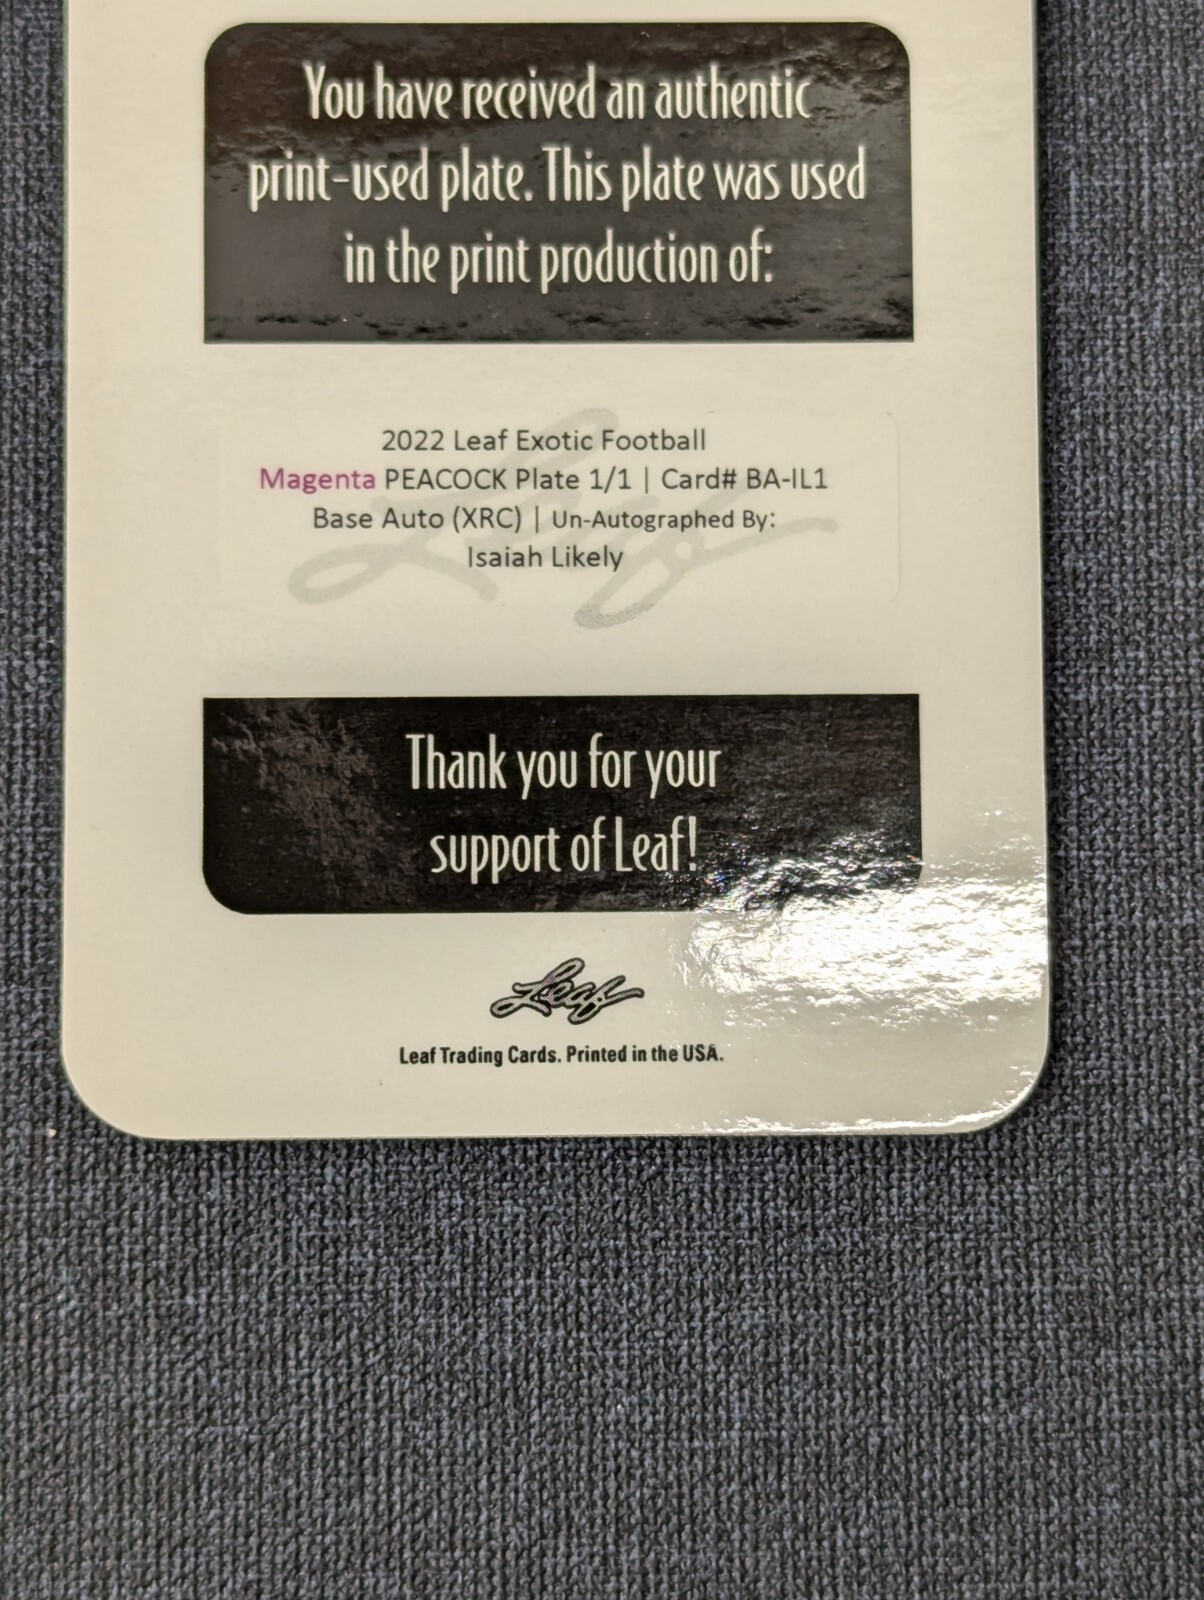 You have received an authentic
print-used plate. This plate was used
in the print production of:
2022 Leaf Exotic Football
Magenta PEACOCK Plate 1/1 | Card# BA-IL1
Base Auto (XRC) | Un-Autographed By:
Isaiah Likely
Thank you for your
support of Leaf!
Leaf
Leaf Trading Cards. Printed in the USA.